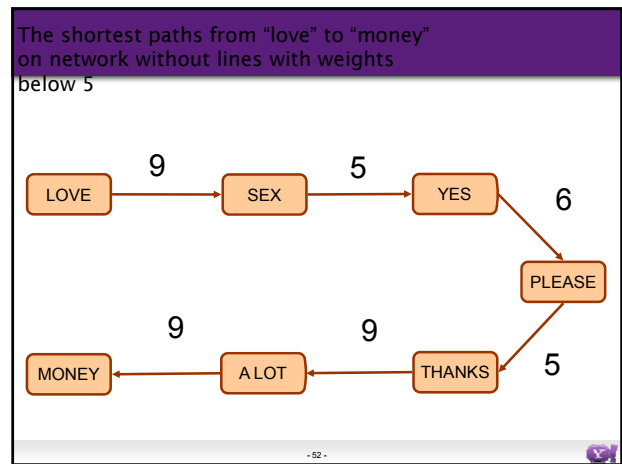 The shortest paths from “love” to “money”
on network without lines with weights
below 5
9
5
LOVE
SEX
YES
6
PLEASE
9
9
5
MONEY
A LOT
THANKS
- 52 -
Y!